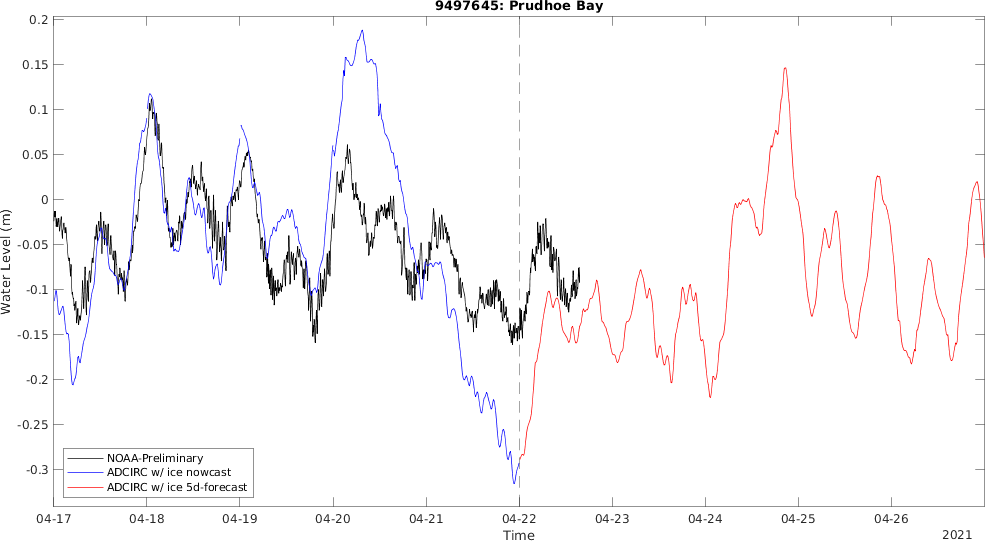 9497645: Prudhoe Bay
0.2
0.15
0.1
0.05
0
-0.05
-0.1
-0.15
-0.2
-0.25
-0.3
Water Level (m)
NOAA-Preliminary
ADCIRC w/ ice nowcast
ADCIRC w/ ice 5d-forecast
04-17 04-18 04-19 04-20 04-21 04-22 04-23 04-24 04-25 04-26
Time
2021